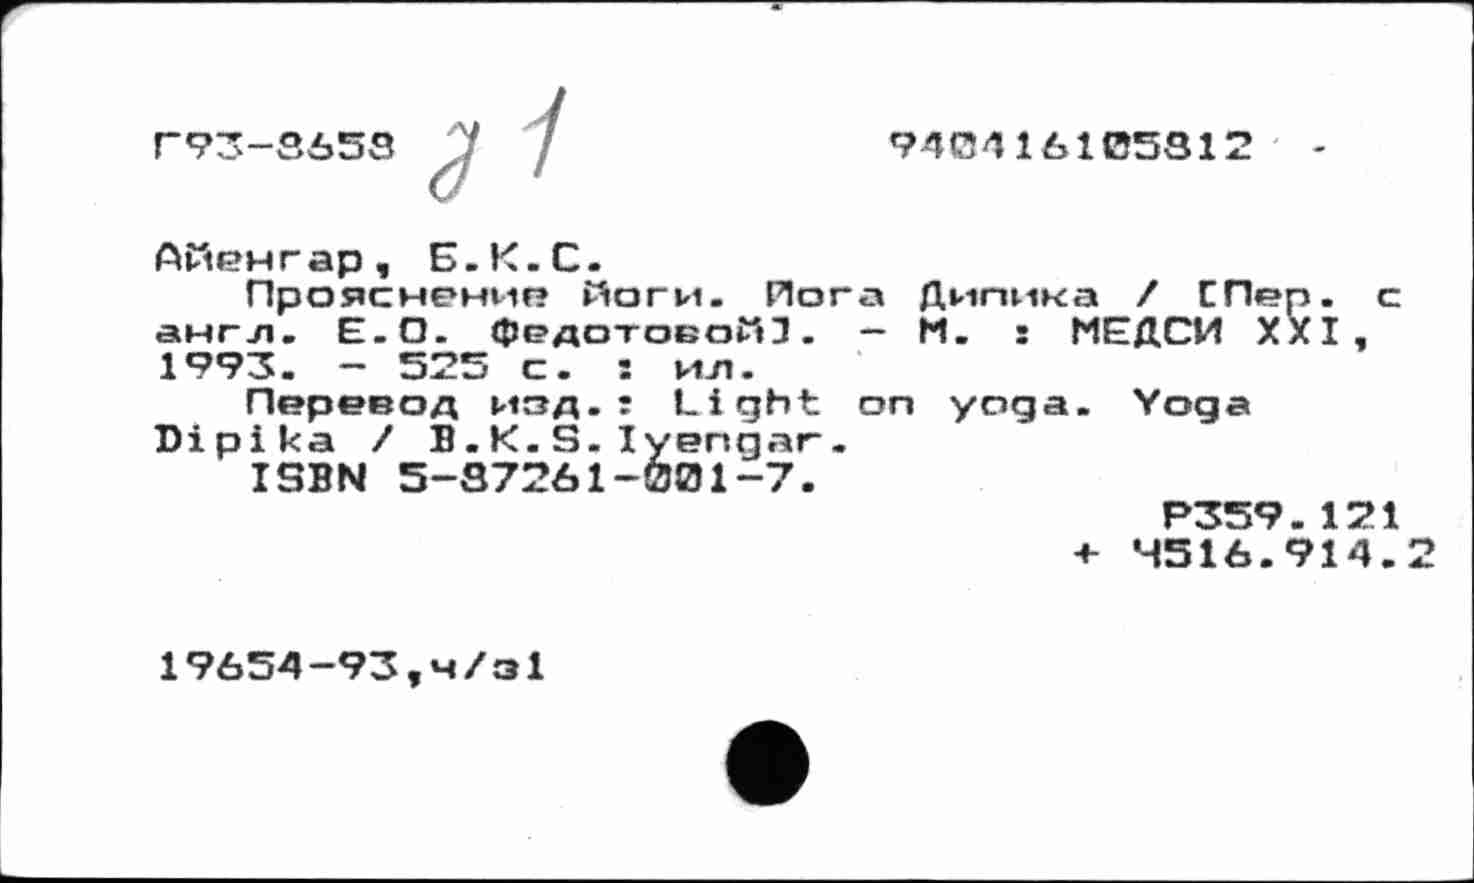 Г93-8658 у1 940416105812
Айенгар, Б.К.С.
Прояснение йоги. Йога Дипика / [Пер. с
англ. Е.О. Федотовой]. - М. : МЕДСИ XXI,
1993. - 525 с. : ил.
Перевод изд.: Light on yoga. Yoga
Dipika / B.K.S.Iyengar.
ISBN 5-87261-001-7.
Р359.121
+ Ч516.914.2
19654-93,ч/з1